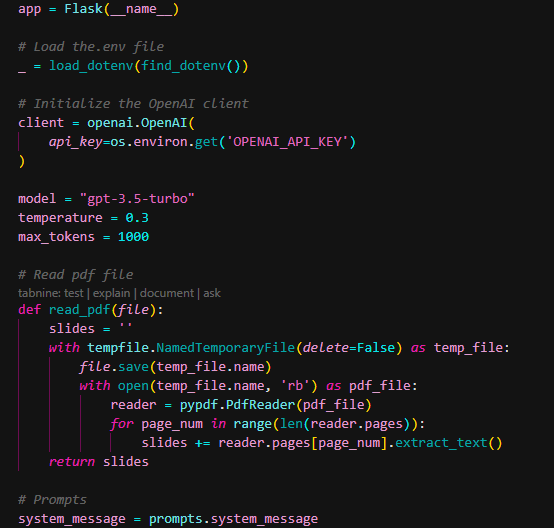 app = Flask(__name__)
# Load the.env file
_ = load_dotenv(find_dotenv())
# Initialize the OpenAI client
client = openai.OpenAI(
    api_key=os.environ.get('OPENAI_API_KEY')
)
model = "gpt-3.5-turbo"
temperature = 0.3
max_tokens = 1000
# Read pdf file
tabnine: test | explain | document | ask
def read_pdf(file):
    slides = ''
    with tempfile.NamedTemporaryFile(delete=False) as temp_file:
        file.save(temp_file.name)
        with open(temp_file.name, 'rb') as pdf_file:
            reader = pypdf.PdfReader(pdf_file)
            for page_num in range(len(reader.pages)):
                slides += reader.pages[page_num].extract_text()
    return slides
# Prompts
system_message = prompts.system_message